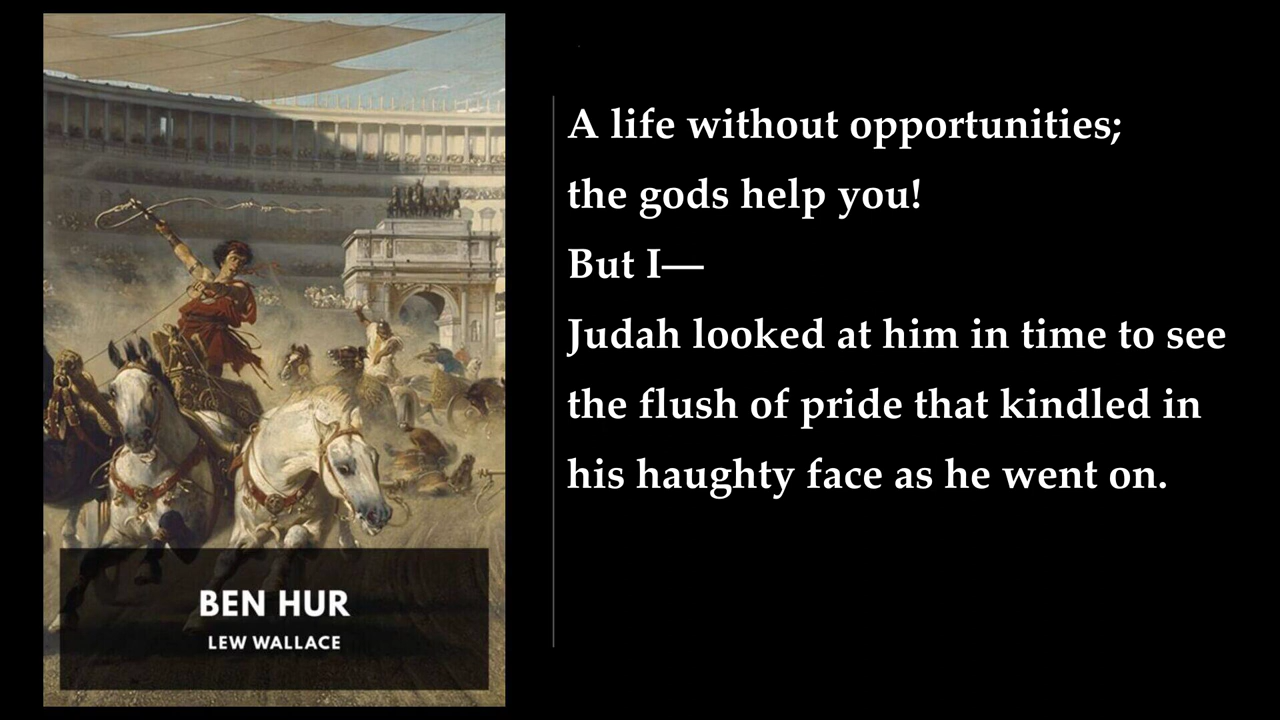 BEN HUR
LEW WALLACE
A life without opportunities;
the gods help you!
But I—
Judah looked at him in time to see
the flush of pride that kindled in
his haughty face as he went on.